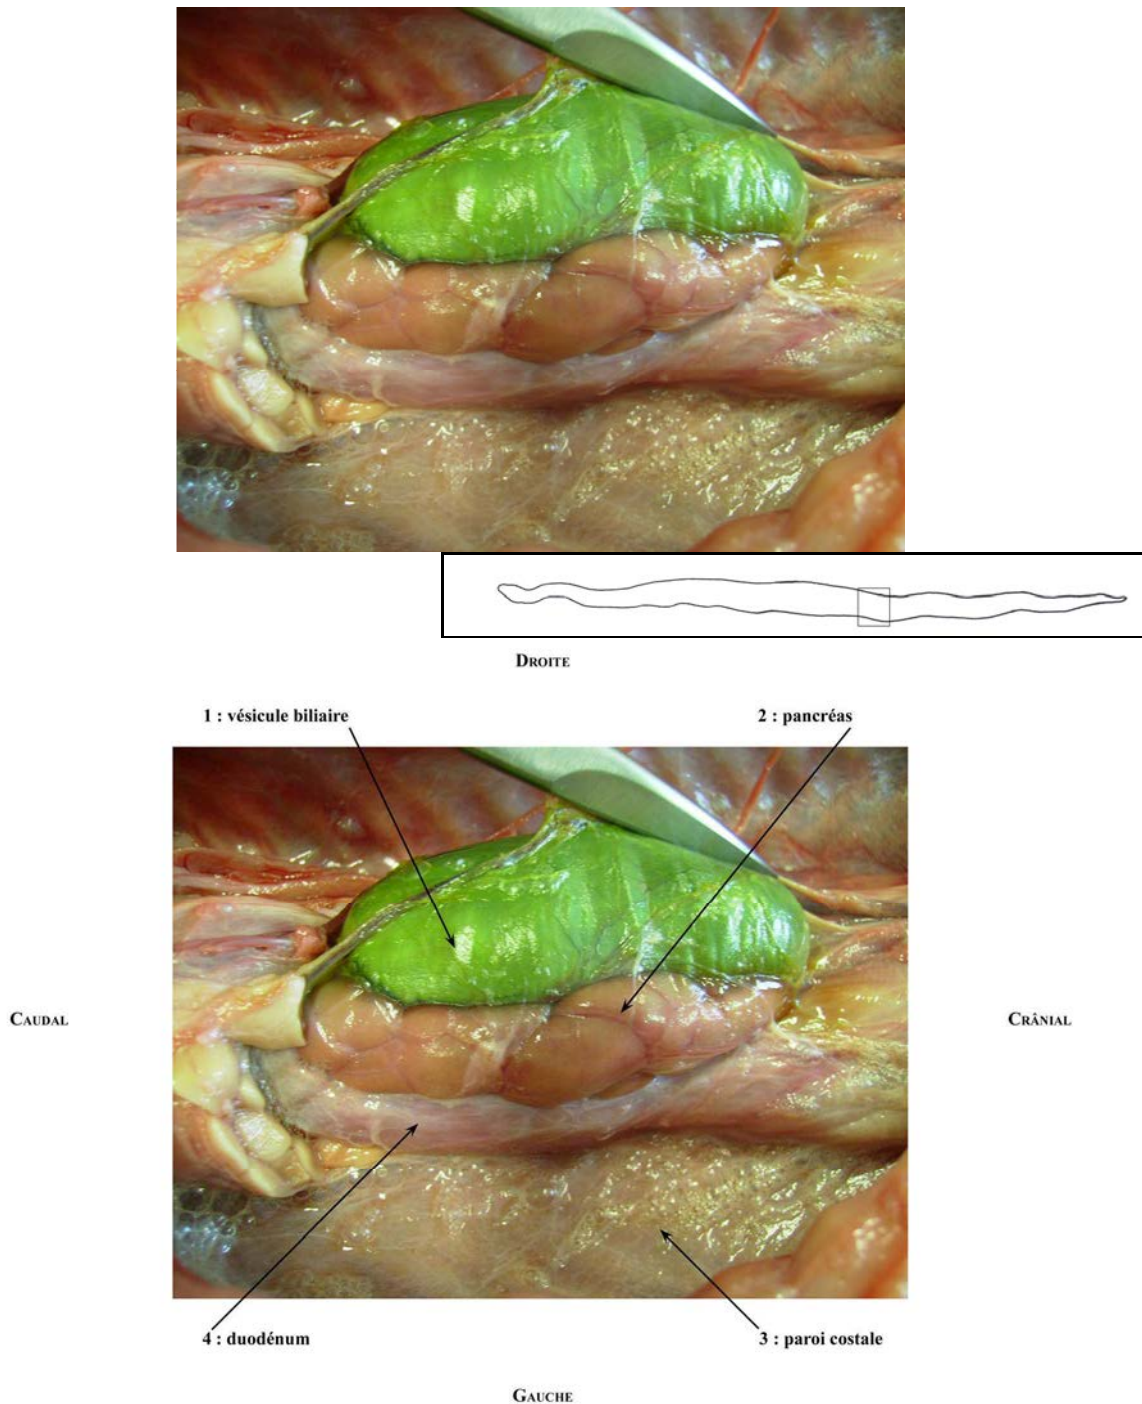 DROITE
1 : vésicule biliaire
2 : pancréas
CAUDAL
CRÂNIAL
4 : duodénum
3 : paroi costale
GAUCHE